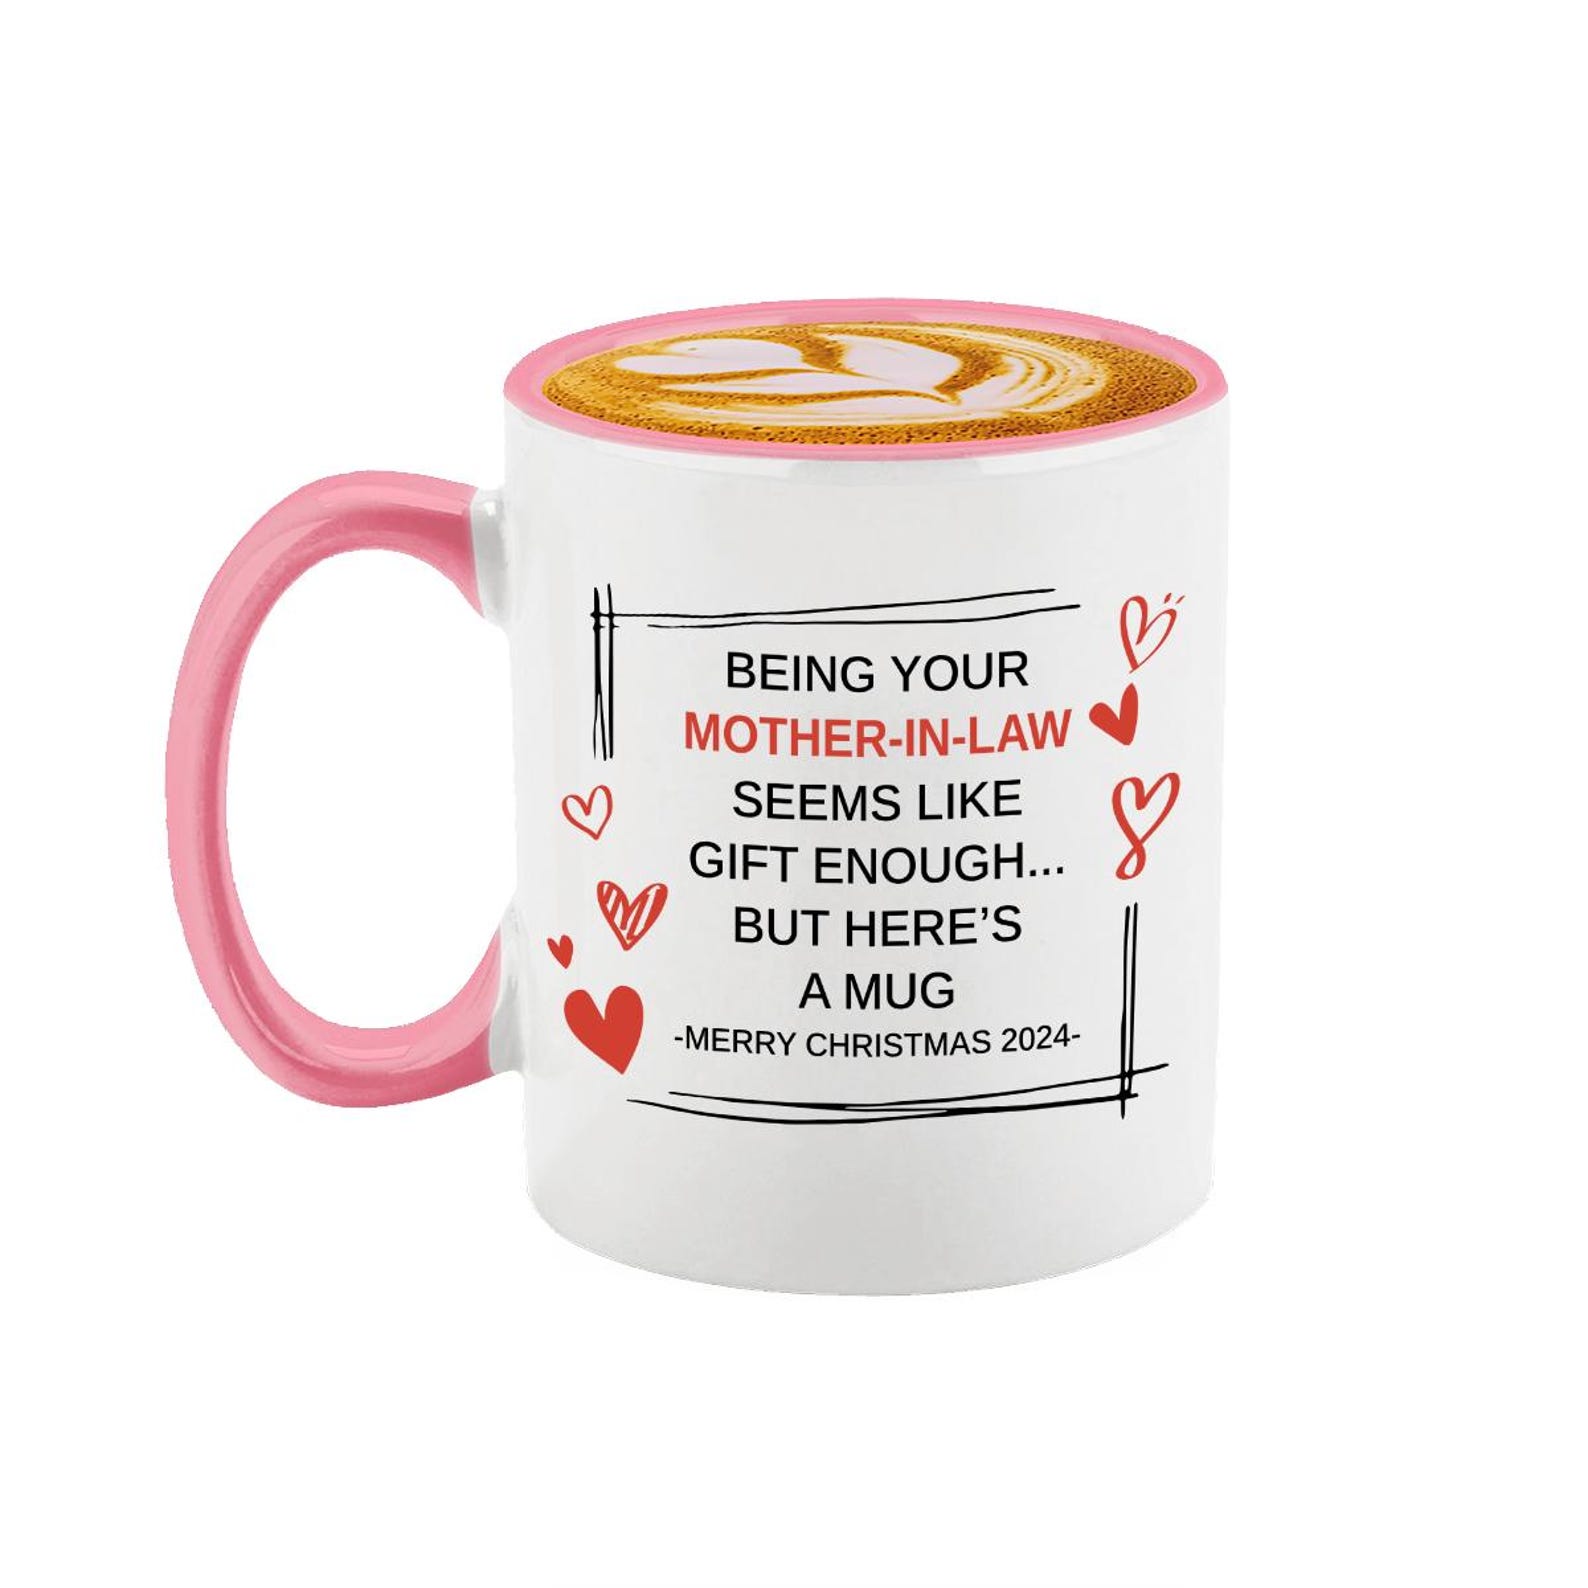 BEING YOUR
MOTHER-IN-LAW
SEEMS LIKE
GIFT ENOUGH...
BUT HERE’S
A MUG
-MERRY CHRISTMAS 2024-